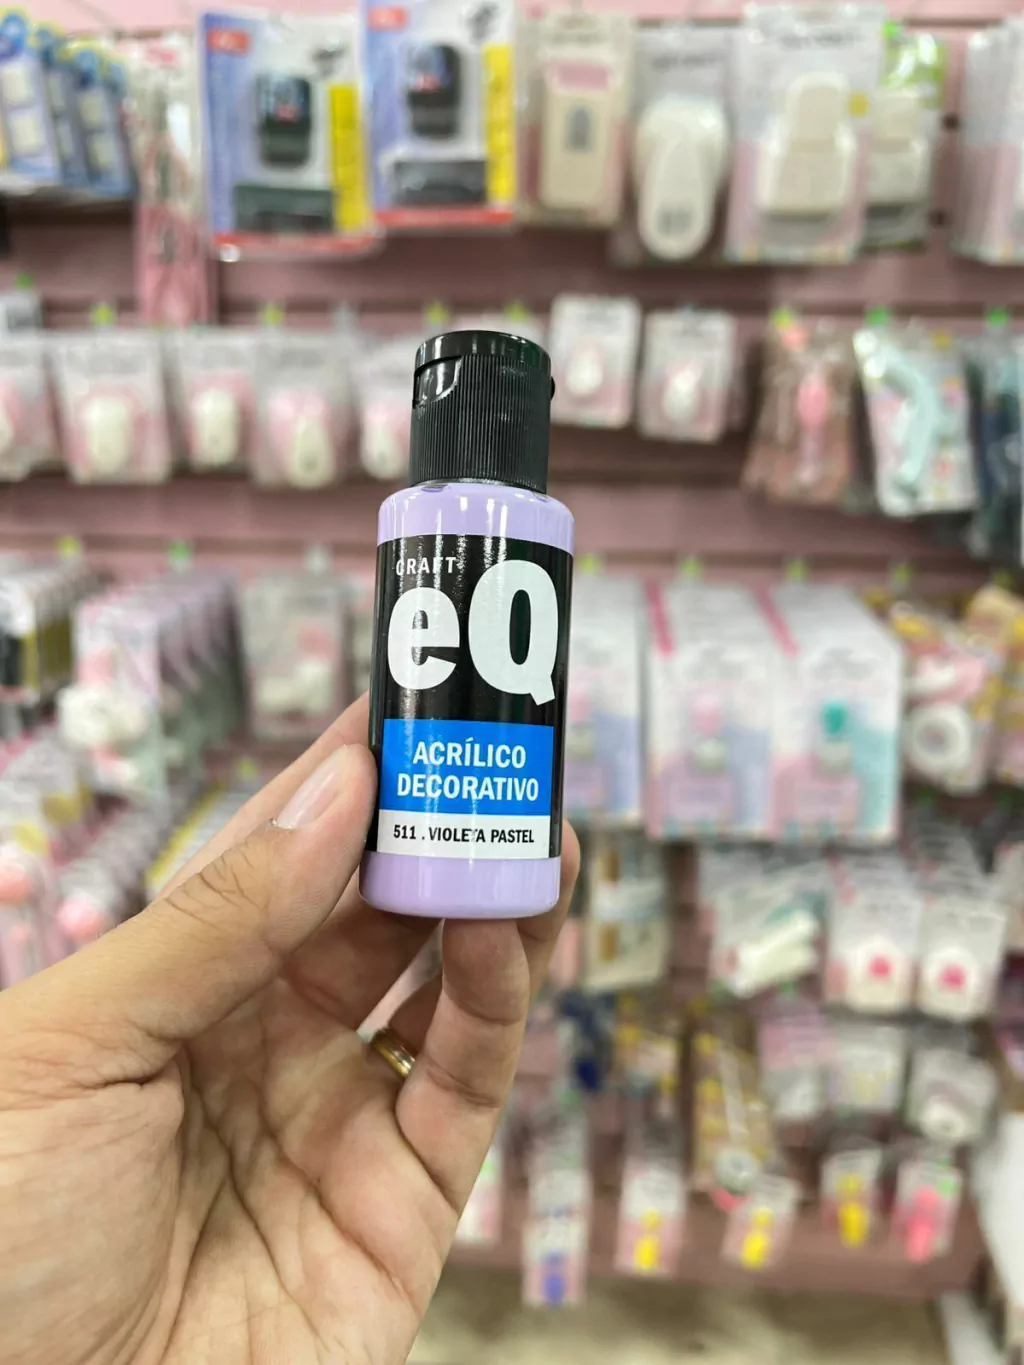 CRAFT
eQ
ACRÍLICO
DECORATIVO
511 . VIOLETA PASTEL